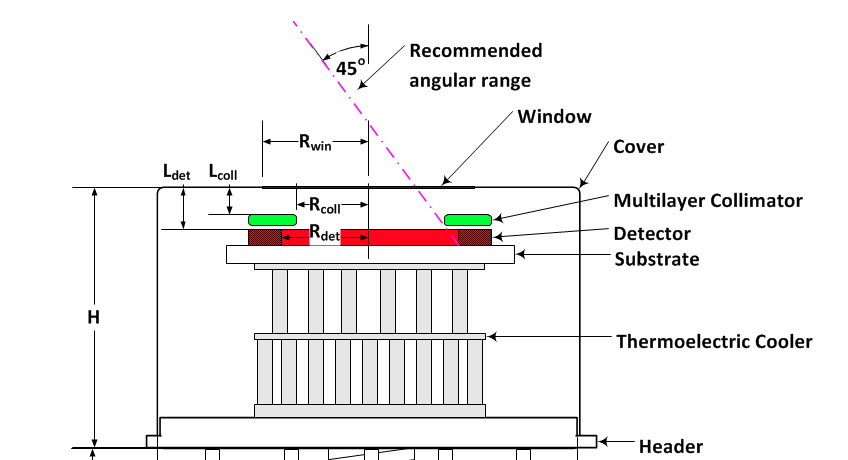 45°
Recommended
angular range
Window
Rwin
Cover
Ldet
Lcoll
Rcoll
Multilayer Collimator
Rdet
Detector
Substrate
H
Thermoelectric Cooler
Header